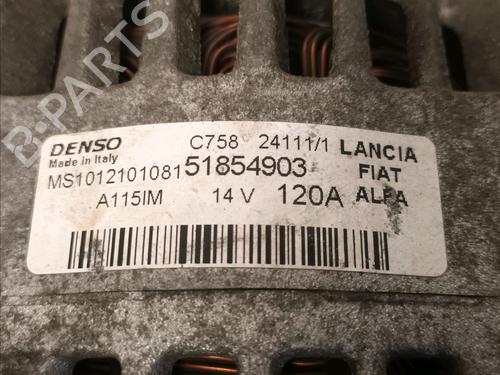 DENSO C758 24111/1 LANCIA
Made in Italy
MS1012101081 51854903 FIAT
A115IM 14 V 120A ALFA
B-PARTS